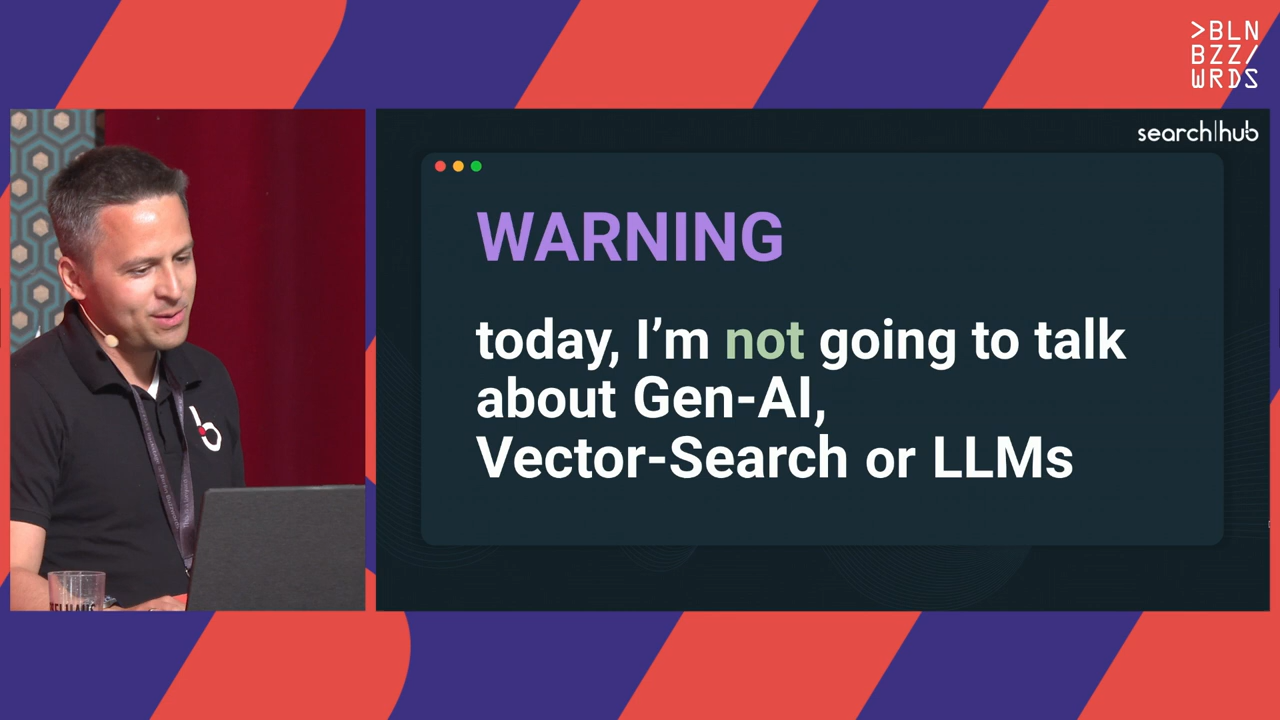 >BLN
BZZ/
WRDS
search|hub
WARNING
today, I’m not going to talk
about Gen-AI,
Vector-Search or LLMs